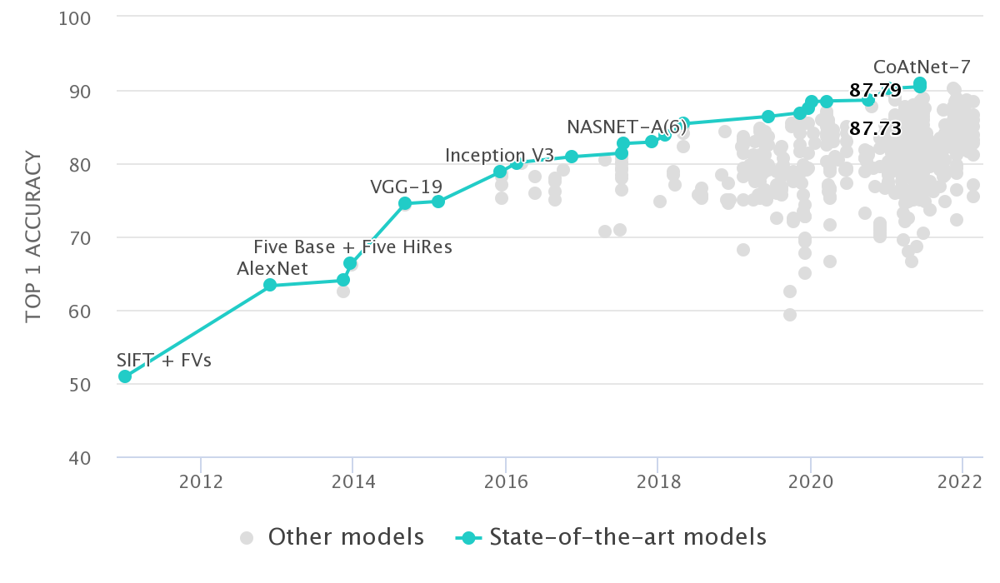 100
90
80
70
60
50
40
TOP 1 ACCURACY
CoAtNet-7
87.79
87.73
NASNET-A(6)
Inception V3
VGG-19
Five Base + Five HiRes
AlexNet
SIFT + FVs
2012
2014
2016
2018
2020
2022
Other models
State-of-the-art models